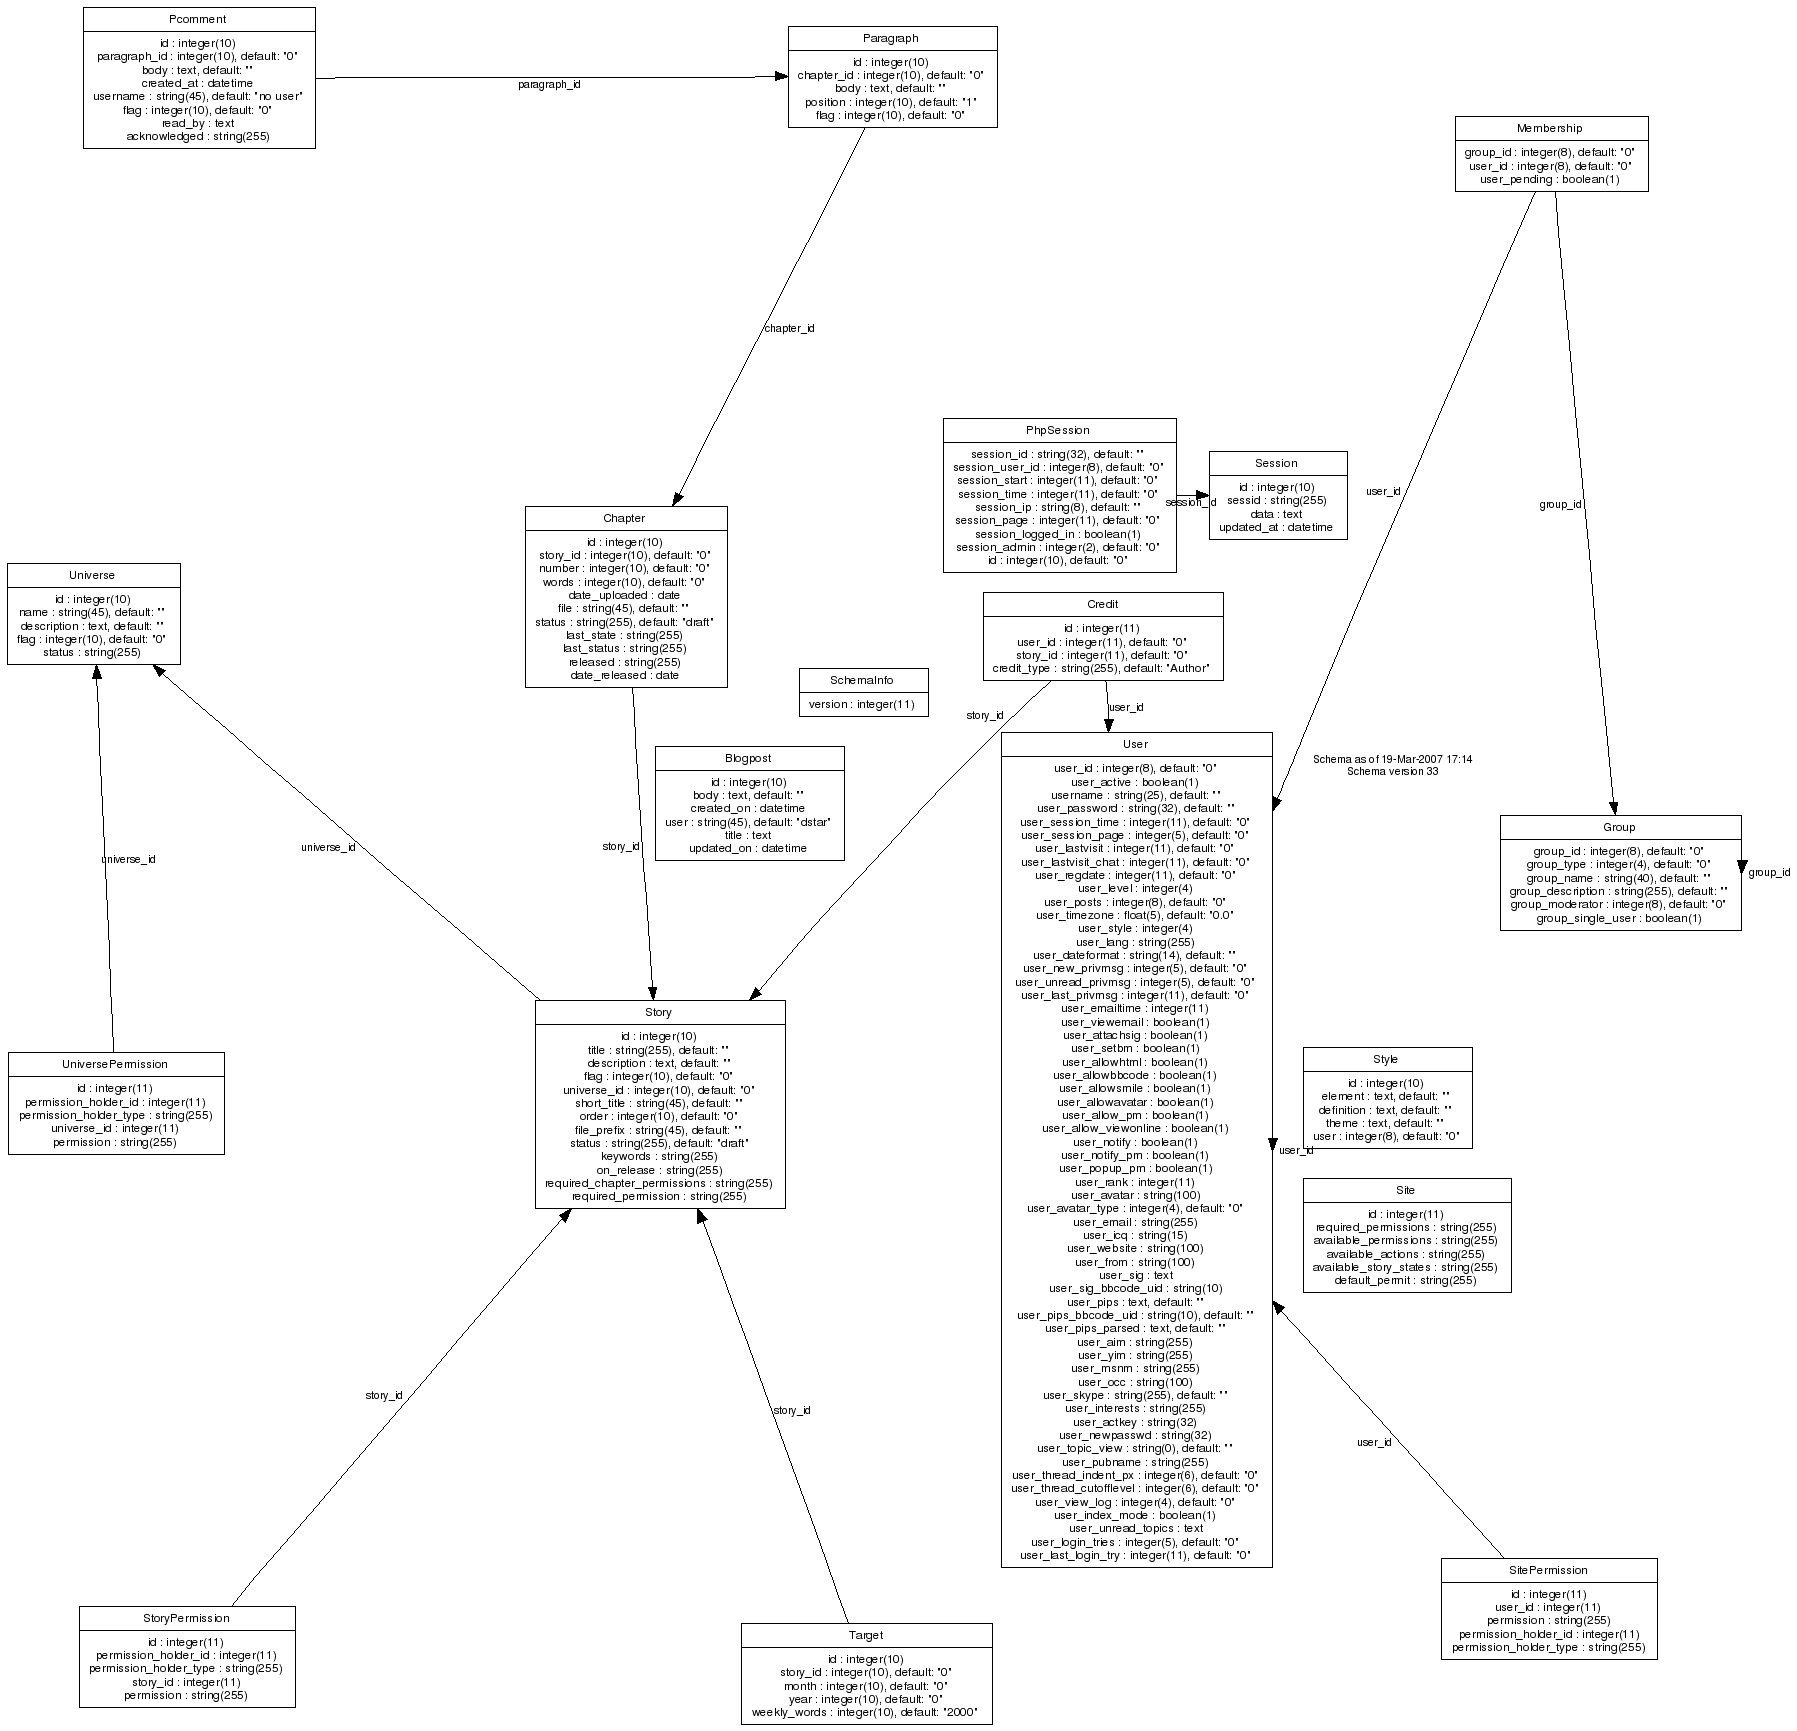 Pcomment
id : integer(10)
paragraph_id : integer(10), default: "0"
body : text, default: ""
created_at : datetime
username : string(45), default: "no user"
flag : integer(10), default: "0"
read_by : text
acknowledged : string(255)
paragraph_id
Paragraph
id : integer(10)
chapter_id : integer(10), default: "0"
body : text, default: ""
position : integer(10), default: "1"
flag : integer(10), default: "0"
Membership
group_id : integer(8), default: "0"
user_id : integer(8), default: "0"
user_pending : boolean(1)
chapter_id
PhpSession
session_id : string(32), default: ""
session_user_id : integer(8), default: "0"
session_start : integer(11), default: "0"
session_time : integer(11), default: "0"
session_ip : string(8), default: ""
session_page : integer(11), default: "0"
session_logged_in : boolean(1)
session_admin : integer(2), default: "0"
id : integer(10), default: "0"
session_id
Session
id : integer(10)
sessid : string(255)
data : text
updated_at : datetime
user_id
group_id
Chapter
id : integer(10)
story_id : integer(10), default: "0"
number : integer(10), default: "0"
words : integer(10), default: "0"
date_uploaded : date
file : string(45), default: ""
status : string(255), default: "draft"
last_state : string(255)
last_status : string(255)
released : string(255)
date_released : date
Universe
id : integer(10)
name : string(45), default: ""
description : text, default: ""
flag : integer(10), default: "0"
status : string(255)
Credit
id : integer(11)
user_id : integer(11), default: "0"
story_id : integer(11), default: "0"
credit_type : string(255), default: "Author"
SchemaInfo
version : integer(11)
story_id
user_id
Blogpost
id : integer(10)
body : text, default: ""
created_on : datetime
user : string(45), default: "dstar"
title : text
updated_on : datetime
User
user_id : integer(8), default: "0"
user_active : boolean(1)
username : string(25), default: ""
user_password : string(32), default: ""
user_session_time : integer(11), default: "0"
user_session_page : integer(5), default: "0"
user_lastvisit : integer(11), default: "0"
user_lastvisit_chat : integer(11), default: "0"
user_regdate : integer(11), default: "0"
user_level : integer(4)
user_posts : integer(8), default: "0"
user_timezone : float(5), default: "0.0"
user_style : integer(4)
user_lang : string(255)
user_dateformat : string(14), default: ""
user_new_privmsg : integer(5), default: "0"
user_unread_privmsg : integer(5), default: "0"
user_last_privmsg : integer(11), default: "0"
user_emailtime : integer(11)
user_viewemail : boolean(1)
user_attachsig : boolean(1)
user_setbm : boolean(1)
user_allowhtml : boolean(1)
user_allowbbcode : boolean(1)
user_allowsmile : boolean(1)
user_allowavatar : boolean(1)
user_allow_pm : boolean(1)
user_allow_viewonline : boolean(1)
user_notify : boolean(1)
user_notify_pm : boolean(1)
user_popup_pm : boolean(1)
user_rank : integer(11)
user_avatar : string(100)
user_avatar_type : integer(4), default: "0"
user_email : string(255)
user_icq : string(15)
user_website : string(100)
user_from : string(100)
user_sig : text
user_sig_bbcode_uid : string(10)
user_pips : text, default: ""
user_pips_bbcode_uid : string(10), default: ""
user_pips_parsed : text, default: ""
user_aim : string(255)
user_yim : string(255)
user_msnm : string(255)
user_occ : string(100)
user_skype : string(255), default: ""
user_interests : string(255)
user_actkey : string(32)
user_newpasswd : string(32)
user_topic_view : string(0), default: ""
user_pubname : string(255)
user_thread_indent_px : integer(6), default: "0"
user_thread_cutofflevel : integer(6), default: "0"
user_view_log : integer(4), default: "0"
user_index_mode : boolean(1)
user_unread_topics : text
user_login_tries : integer(5), default: "0"
user_last_login_try : integer(11), default: "0"
Schema as of 19-Mar-2007 17:14
Schema version 33
Group
group_id : integer(8), default: "0"
group_type : integer(4), default: "0"
group_name : string(40), default: ""
group_description : string(255), default: ""
group_moderator : integer(8), default: "0"
group_single_user : boolean(1)
group_id
universe_id
universe_id
story_id
Story
id : integer(10)
title : string(255), default: ""
description : text, default: ""
flag : integer(10), default: "0"
universe_id : integer(10), default: "0"
short_title : string(45), default: ""
order : integer(10), default: "0"
file_prefix : string(45), default: ""
status : string(255), default: "draft"
keywords : string(255)
on_release : string(255)
required_chapter_permissions : string(255)
required_permission : string(255)
UniversePermission
id : integer(11)
permission_holder_id : integer(11)
permission_holder_type : string(255)
universe_id : integer(11)
permission : string(255)
Style
id : integer(10)
element : text, default: ""
definition : text, default: ""
theme : text, default: ""
user : integer(8), default: "0"
user_id
Site
id : integer(11)
required_permissions : string(255)
available_permissions : string(255)
available_actions : string(255)
available_story_states : string(255)
default_permit : string(255)
story_id
story_id
user_id
SitePermission
id : integer(11)
user_id : integer(11)
permission : string(255)
permission_holder_id : integer(11)
permission_holder_type : string(255)
StoryPermission
id : integer(11)
permission_holder_id : integer(11)
permission_holder_type : string(255)
story_id : integer(11)
permission : string(255)
Target
id : integer(10)
story_id : integer(10), default: "0"
month : integer(10), default: "0"
year : integer(10), default: "0"
weekly_words : integer(10), default: "2000"